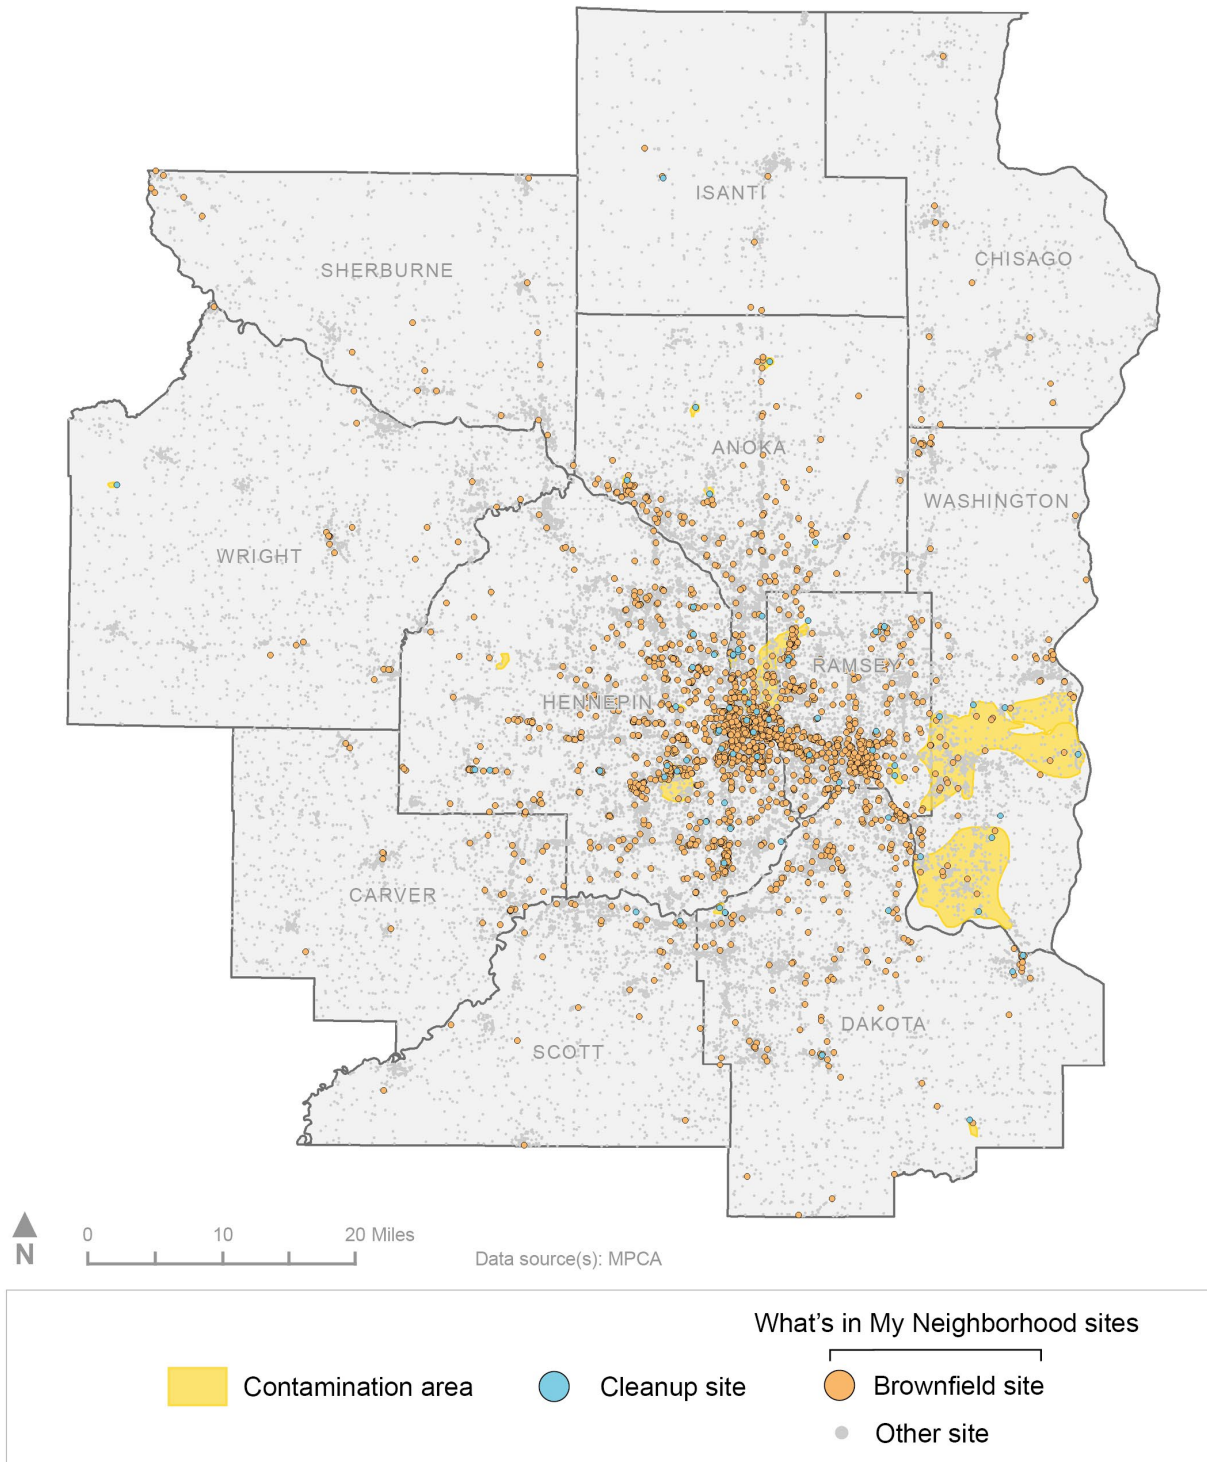 ISANTI
CHISAGO
SHERBURNE
ANOKA
WASHINGTON
WRIGHT
RAMSEY
HENNEPIN
CARVER
DAKOTA
SCOTT
0 10 20 Miles
N
Data source(s): MPCA
What's in My Neighborhood sites
Contamination area Cleanup site Brownfield site
Other site